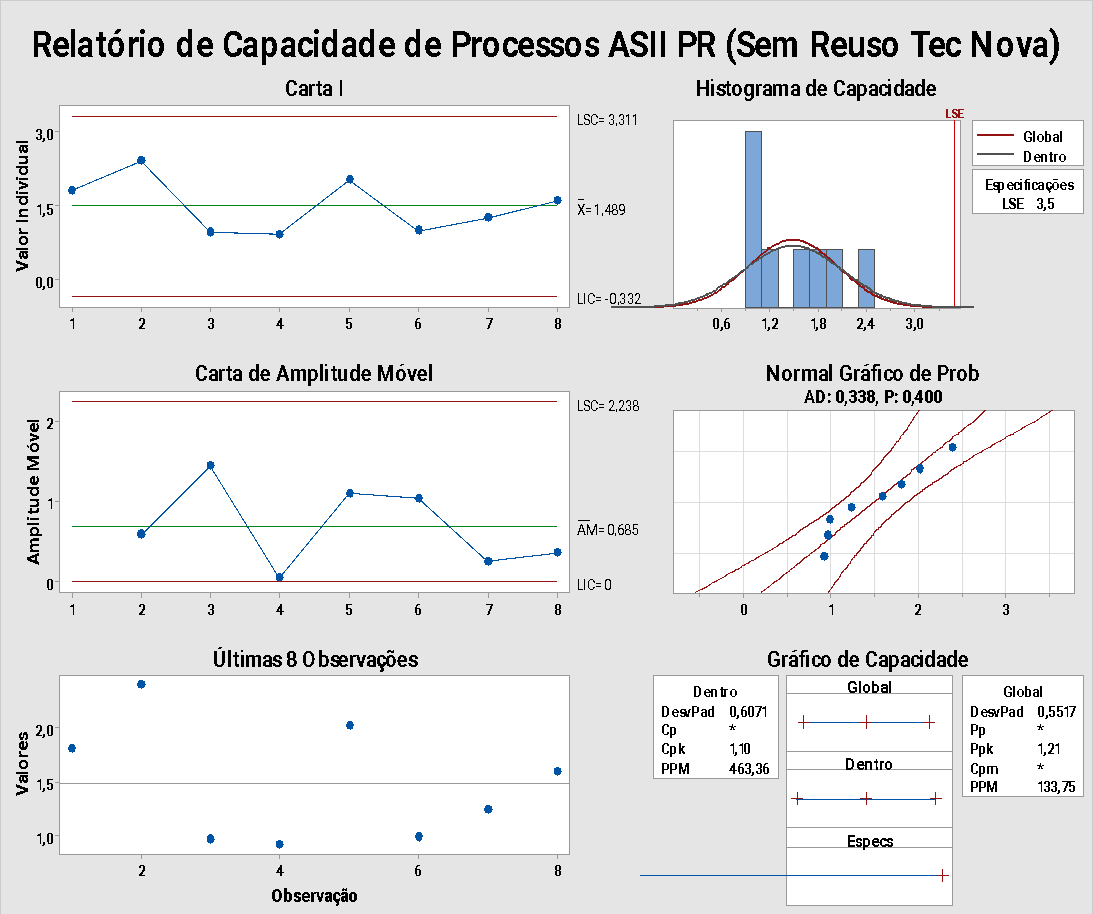 Relatório de Capacidade de Processos ASII PR (Sem Reuso Tec Nova)
Carta I
Valor Individual
3,0
1,5
0,0
1 2 3 4 5 6 7 8
LSC= 3,311
X= 1,489
LIC= -0,332
Histograma de Capacidade
LSE
0,6 1,2 1,8 2,4 3,0
Global
Dentro
Especificações
LSE 3,5
Carta de Amplitude Móvel
Amplitude Móvel
2
1
0
1 2 3 4 5 6 7 8
LSC= 2,238
AM= 0,685
LIC= 0
Normal Gráfico de Prob
AD: 0,338, P: 0,400
0 1 2 3
Últimas 8 Observações
Valores
2,0
1,5
1,0
2 4 6 8
Observação
Gráfico de Capacidade
Dentro
DesvPad 0,6071
Cp *
Cpk 1,10
PPM 463,36
Global
Dentro
Especs
Global
DesvPad 0,5517
Pp *
Ppk 1,21
Cpm *
PPM 133,75